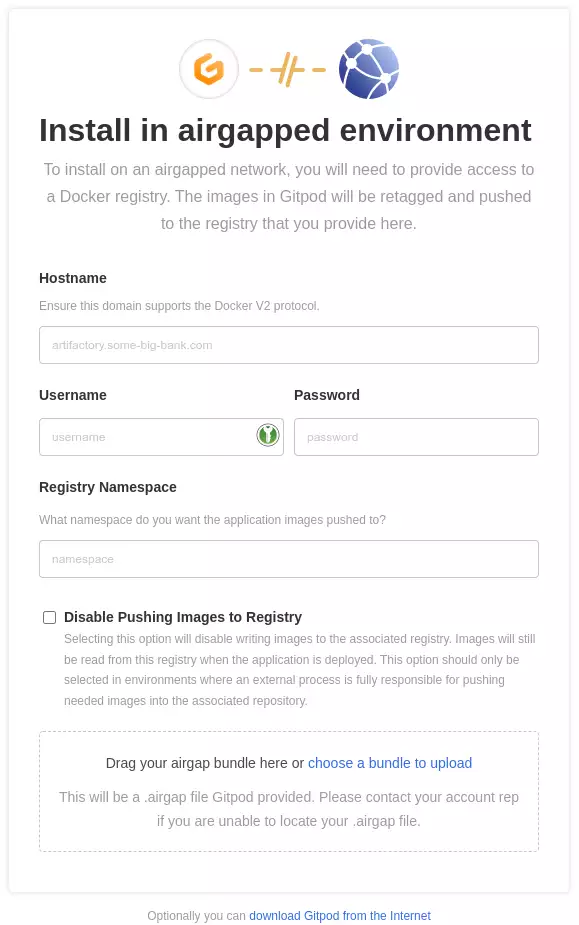 Install in airgapped environment
To install on an airgapped network, you will need to provide access to
a Docker registry. The images in Gitpod will be retagged and pushed
to the registry that you provide here.
Hostname
Ensure this domain supports the Docker V2 protocol.
artifactory.some-big-bank.com
Username Password
username password
Registry Namespace
What namespace do you want the application images pushed to?
namespace
Disable Pushing Images to Registry
Selecting this option will disable writing images to the associated registry. Images will still
be read from this registry when the application is deployed. This option should only be
selected in environments where an external process is fully responsible for pushing
needed images into the associated repository.
Drag your airgap bundle here or choose a bundle to upload
This will be a .airgap file Gitpod provided. Please contact your account rep
if you are unable to locate your .airgap file.
Optionally you can download Gitpod from the Internet